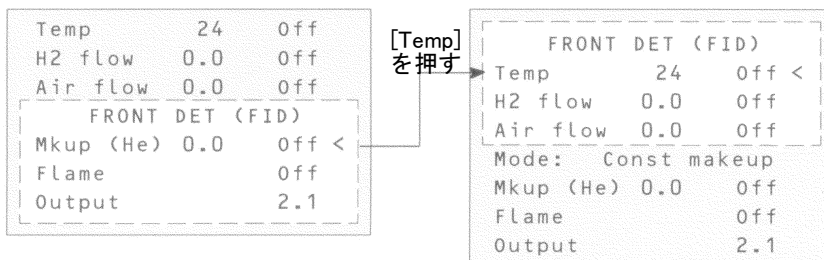 Temp 24 Off
H2 flow 0.0 Off
Air flow 0.0 Off
FRONT DET (FID)
Mkup (He) 0.0 Off <
Flame Off
Output 2.1
[Temp]
を押す
FRONT DET (FID)
Temp 24 Off <
H2 flow 0.0 Off
Air flow 0.0 Off
Mode: Const makeup
Mkup (He) 0.0 Off
Flame Off
Output 2.1